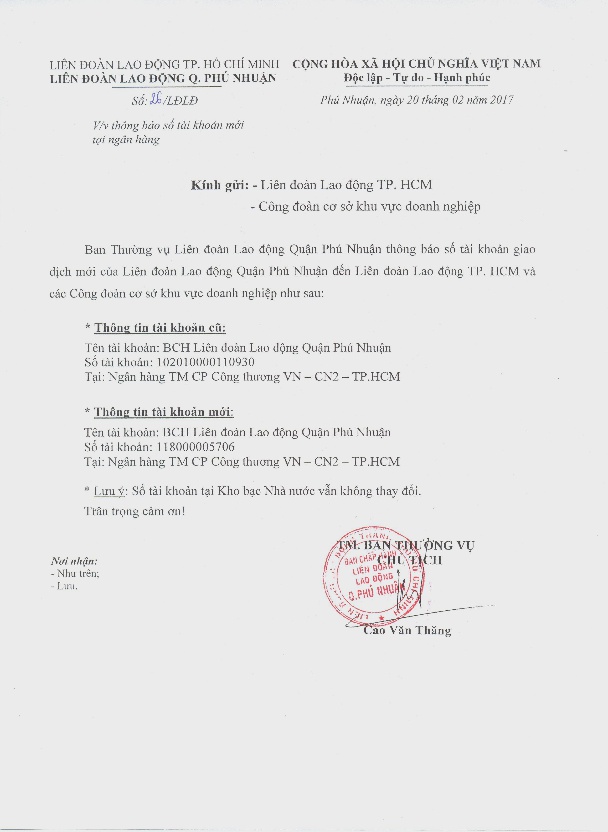 LIÊN ĐOÀN LAO ĐỘNG TP. HỒ CHÍ MINH
LIÊN ĐOÀN LAO ĐỘNG Q. PHÚ NHUẬN
CỘNG HÒA XÃ HỘI CHỦ NGHĨA VIỆT NAM
Độc lập - Tự do - Hạnh phúc
Số: 26/LĐLĐ
Phú Nhuận, ngày 20 tháng 02 năm 2017
V/v thông báo số tài khoản mới
tại ngân hàng
Kính gửi: - Liên đoàn Lao động TP. HCM
- Công đoàn cơ sở khu vực doanh nghiệp
Ban Thường vụ Liên đoàn Lao động Quận Phú Nhuận thông báo số tài khoản giao
dịch mới của Liên đoàn Lao động Quận Phú Nhuận đến Liên đoàn Lao động TP. HCM và
các Công đoàn cơ sở khu vực doanh nghiệp như sau:
* Thông tin tài khoản cũ:
Tên tài khoản: BCH Liên đoàn Lao động Quận Phú Nhuận
Số tài khoản: 102010000110930
Tại: Ngân hàng TM CP Công thương VN – CN2 – TP.HCM
* Thông tin tài khoản mới:
Tên tài khoản: BCH Liên đoàn Lao động Quận Phú Nhuận
Số tài khoản: 118000005706
Tại: Ngân hàng TM CP Công thương VN – CN2 – TP.HCM
* Lưu ý: Số tài khoản tại Kho bạc Nhà nước vẫn không thay đổi.
Trân trọng cảm ơn!
Nơi nhận:
- Như trên;
- Lưu.
TM. BAN THƯỜNG VỤ
CHỦ TỊCH
BAN CHẤP HÀNH
LIÊN ĐOÀN
LAO ĐỘNG
Q.PHÚ NHUẬN
Cao Văn Thăng